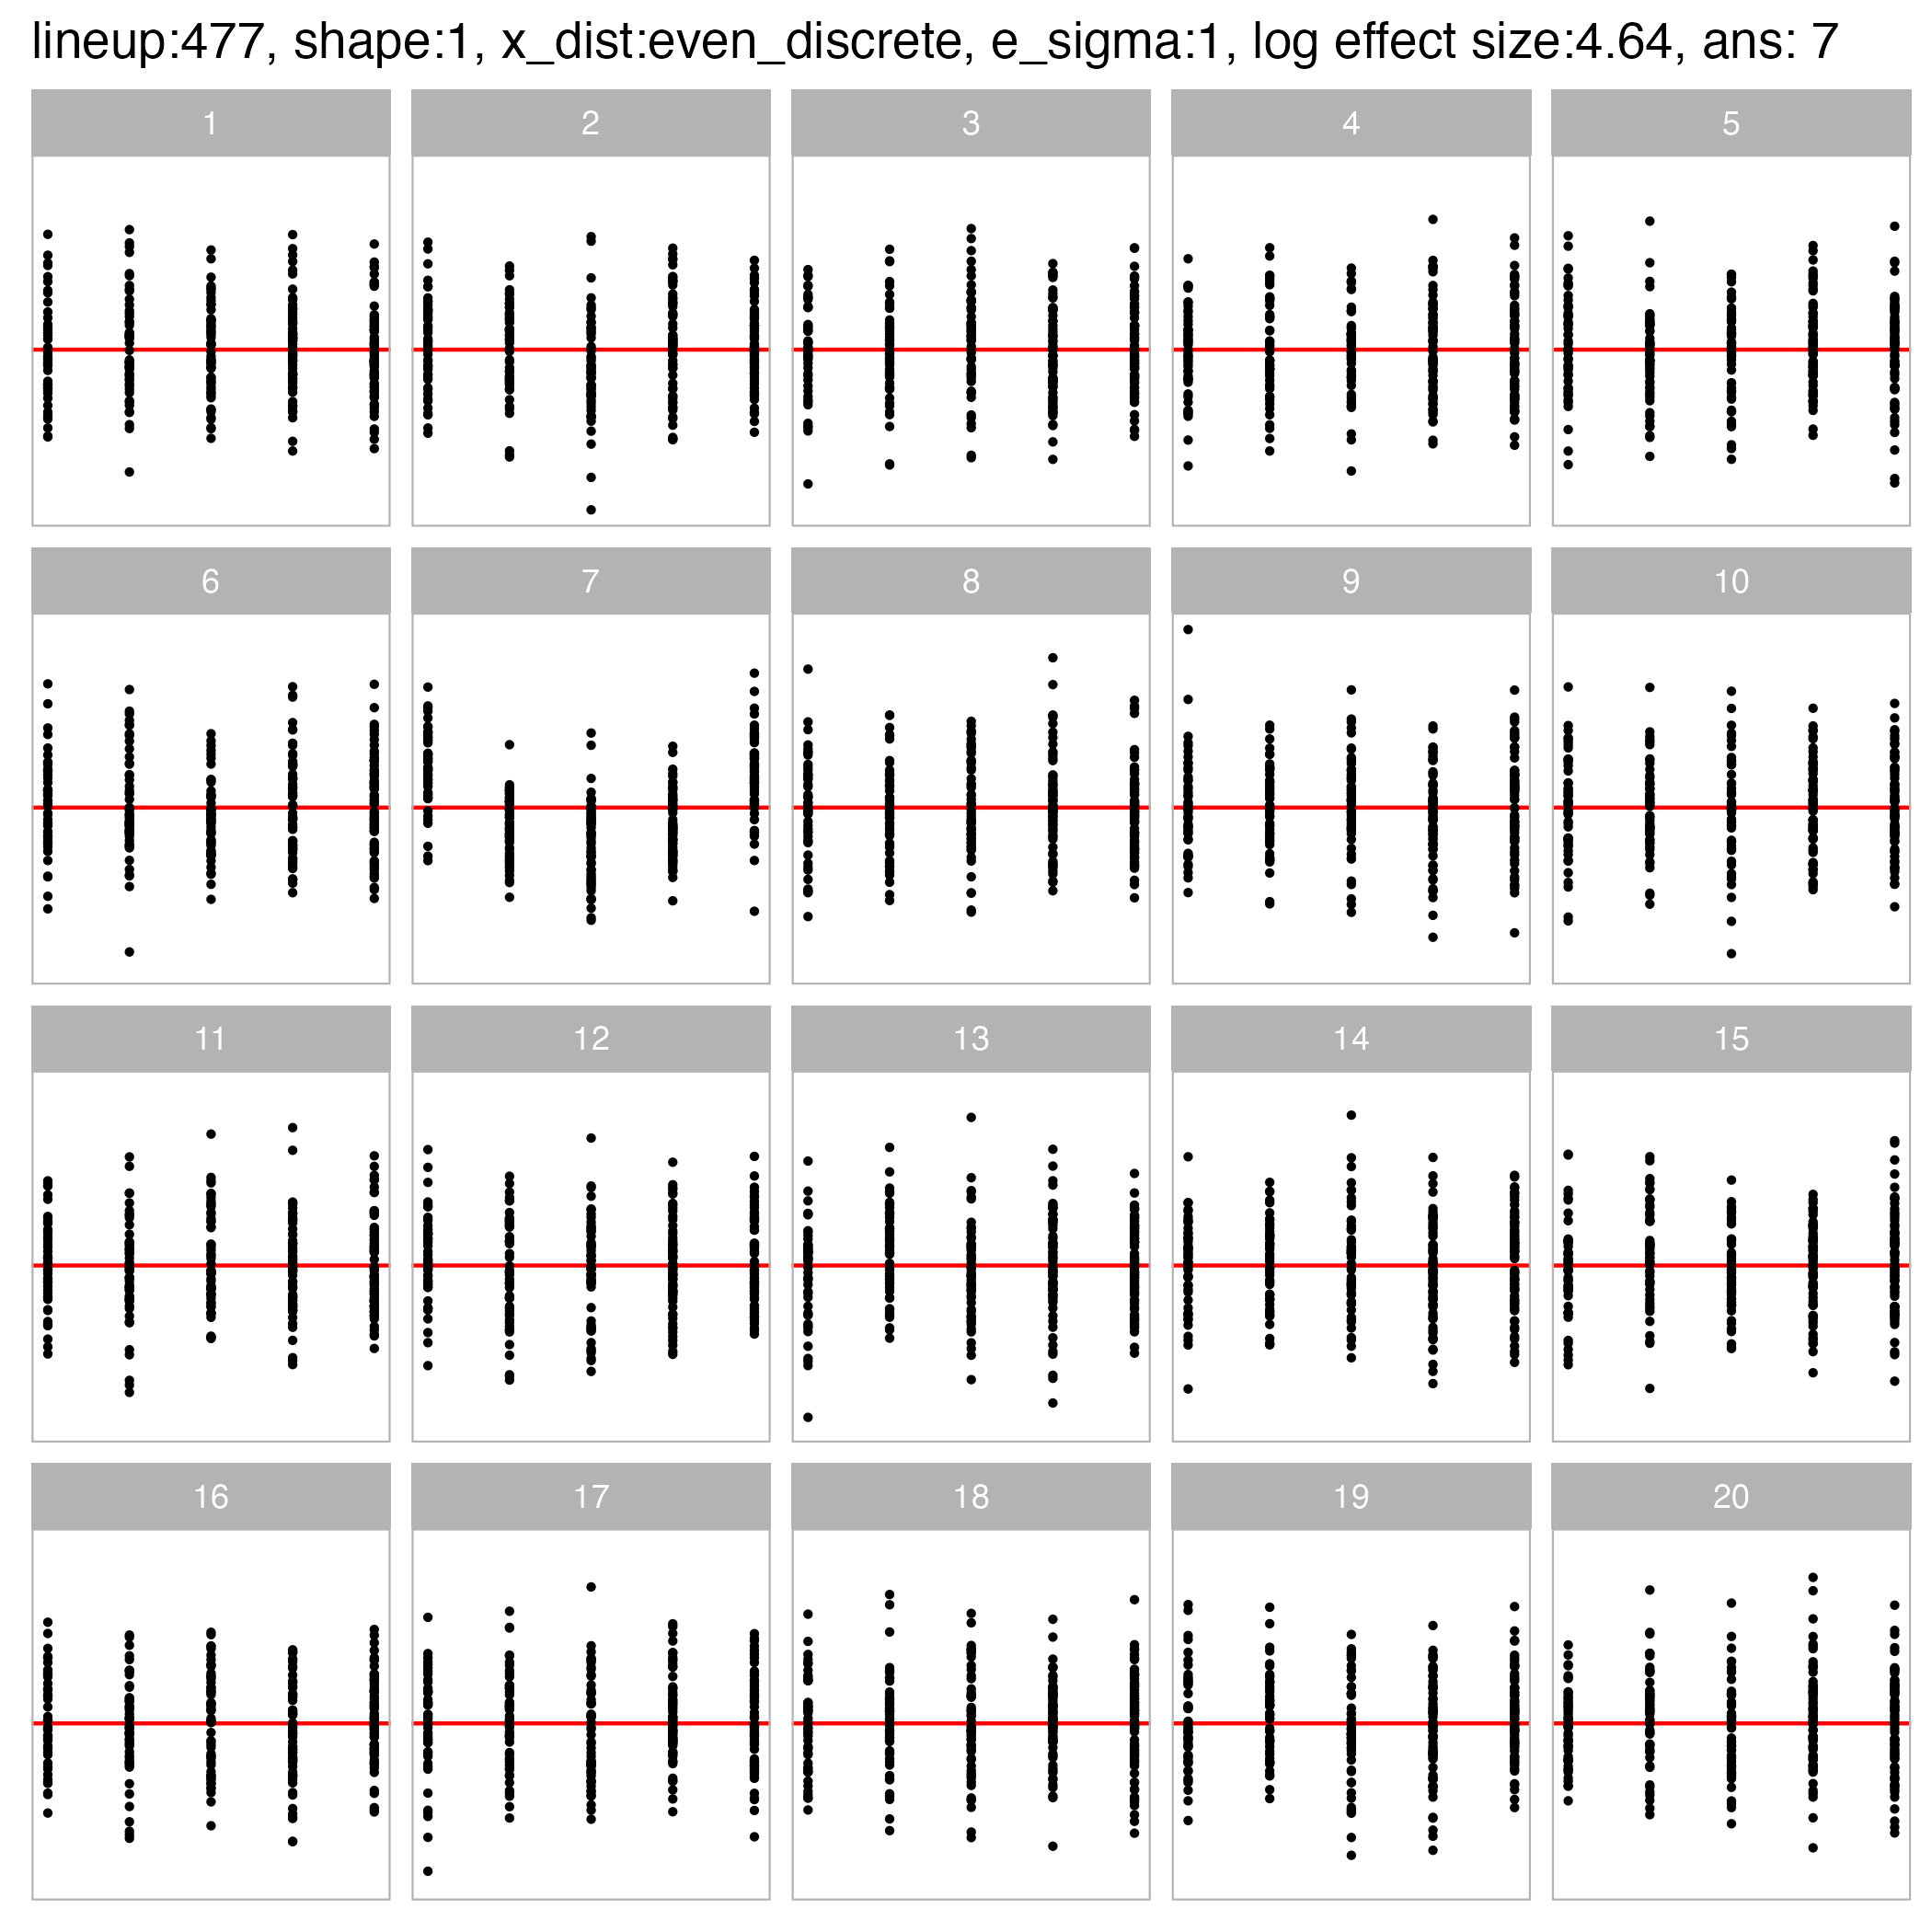 lineup:477, shape:1, x_dist:even_discrete, e_sigma:1, log effect size:4.64, ans: 7
1 2 3 4 5
6 7 8 9 10
11 12 13 14 15
16 17 18 19 20